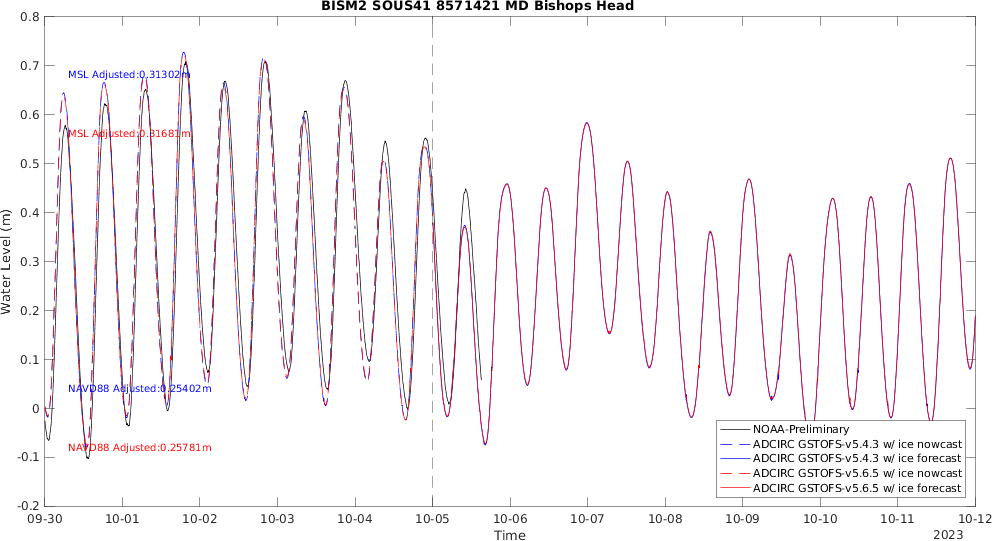 BISM2 SOUS41 8571421 MD Bishops Head
0.8
0.7
0.6
0.5
0.4
0.3
0.2
0.1
0
-0.1
-0.2
Water Level (m)
MSL Adjusted:0.31302m
MSL Adjusted:0.31681m
NAVD88 Adjusted:0.25402m
NAVD88 Adjusted:0.25781m
NOAA-Preliminary
ADCIRC GSTOFS-v5.4.3 w/ ice nowcast
ADCIRC GSTOFS-v5.4.3 w/ ice forecast
ADCIRC GSTOFS-v5.6.5 w/ ice nowcast
ADCIRC GSTOFS-v5.6.5 w/ ice forecast
09-30 10-01 10-02 10-03 10-04 10-05 10-06 10-07 10-08 10-09 10-10 10-11 10-12
Time
2023